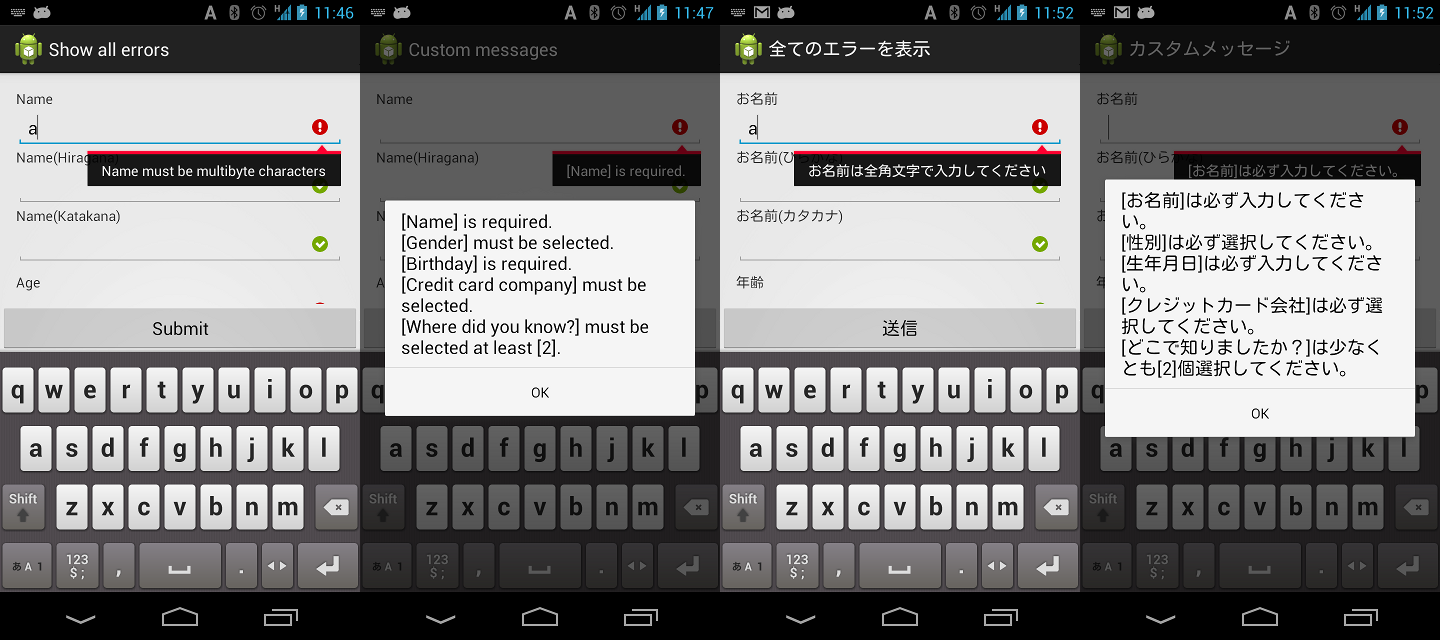 A 11:46
Show all errors
Name
a
Name(Hiragana)
Name must be multibyte characters
Name(Katakana)
Age
Submit
q w e r t y u i o p
a s d f g h j k l
Shift z x c v b n m
あ A 1 123 $ ; , .
A 11:47
Custom messages
Name
Name(Hiragana)
[Name] is required.
[Name] is required.
[Gender] must be selected.
[Birthday] is required.
[Credit card company] must be
selected.
[Where did you know?] must be
selected at least [2].
OK
q p
a s d f g h j k l
Shift z x c v b n m
あ A 1 123 $ ; , .
A 11:52
全てのエラーを表示
お名前
a
お名前(ひらがな)
お名前は全角文字で入力してください
お名前(カタカナ)
年齢
送信
q w e r t y u i o p
a s d f g h j k l
Shift z x c v b n m
あ A 1 123 $ ; , .
A 11:52
カスタムメッセージ
お名前
お名前(ひらか
[お名前]は必ず入力してください。
[お名前]は必ず入力してくださ
い。
[性別]は必ず選択してください。
[生年月日]は必ず入力してくださ
い。
[クレジットカード会社]は必ず選
択してください。
[どこで知りましたか？]は少なく
とも[2]個選択してください。
OK
q p
a s d f g h j k l
Shift z x c v b n m
あ A 1 123 $ ; , .